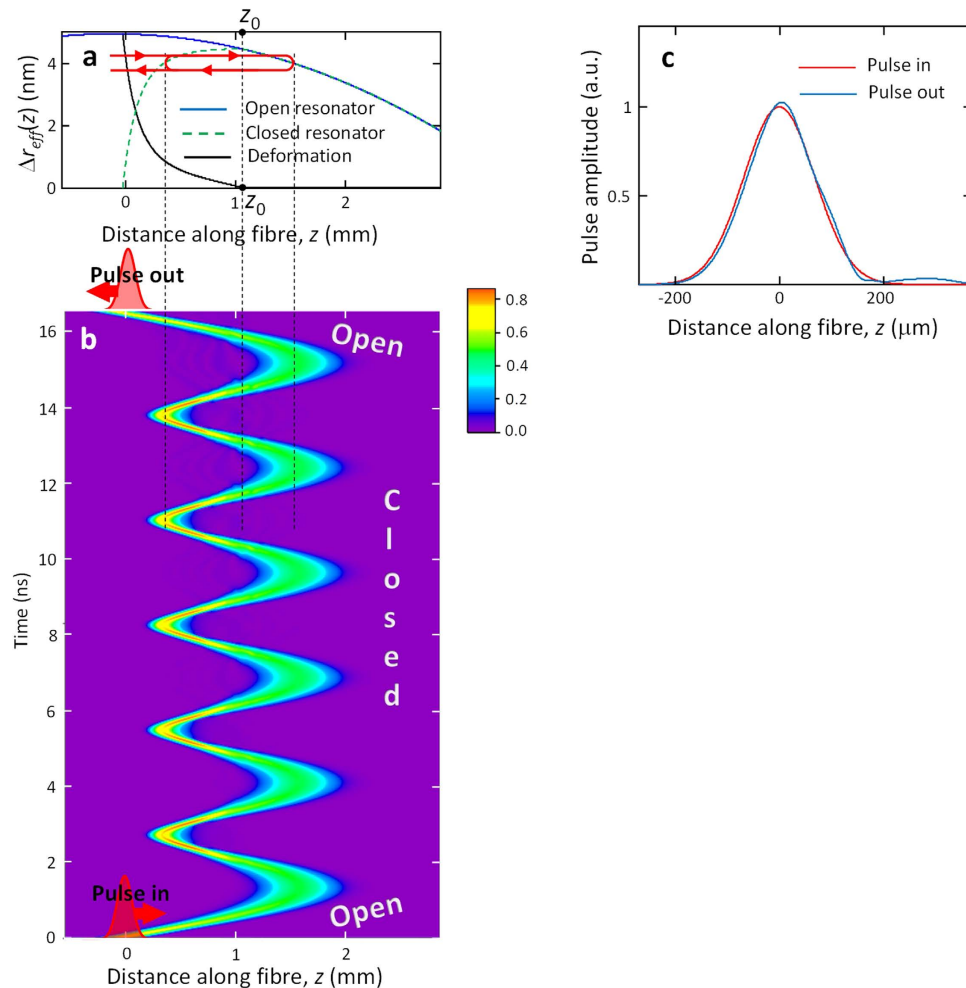 z₀
a
4
2
0
Δr_eff(z) (nm)
Open resonator
Closed resonator
Deformation
z₀
0 1 2
Distance along fibre, z (mm)
Pulse out
b
Open
Closed
Open
Pulse in
16
14
12
10
8
6
4
2
0
Time (ns)
0 1 2
Distance along fibre, z (mm)
0.8
0.6
0.4
0.2
0.0
c
Pulse in
Pulse out
1
0.5
Pulse amplitude (a.u.)
-200 0 200
Distance along fibre, z (μm)